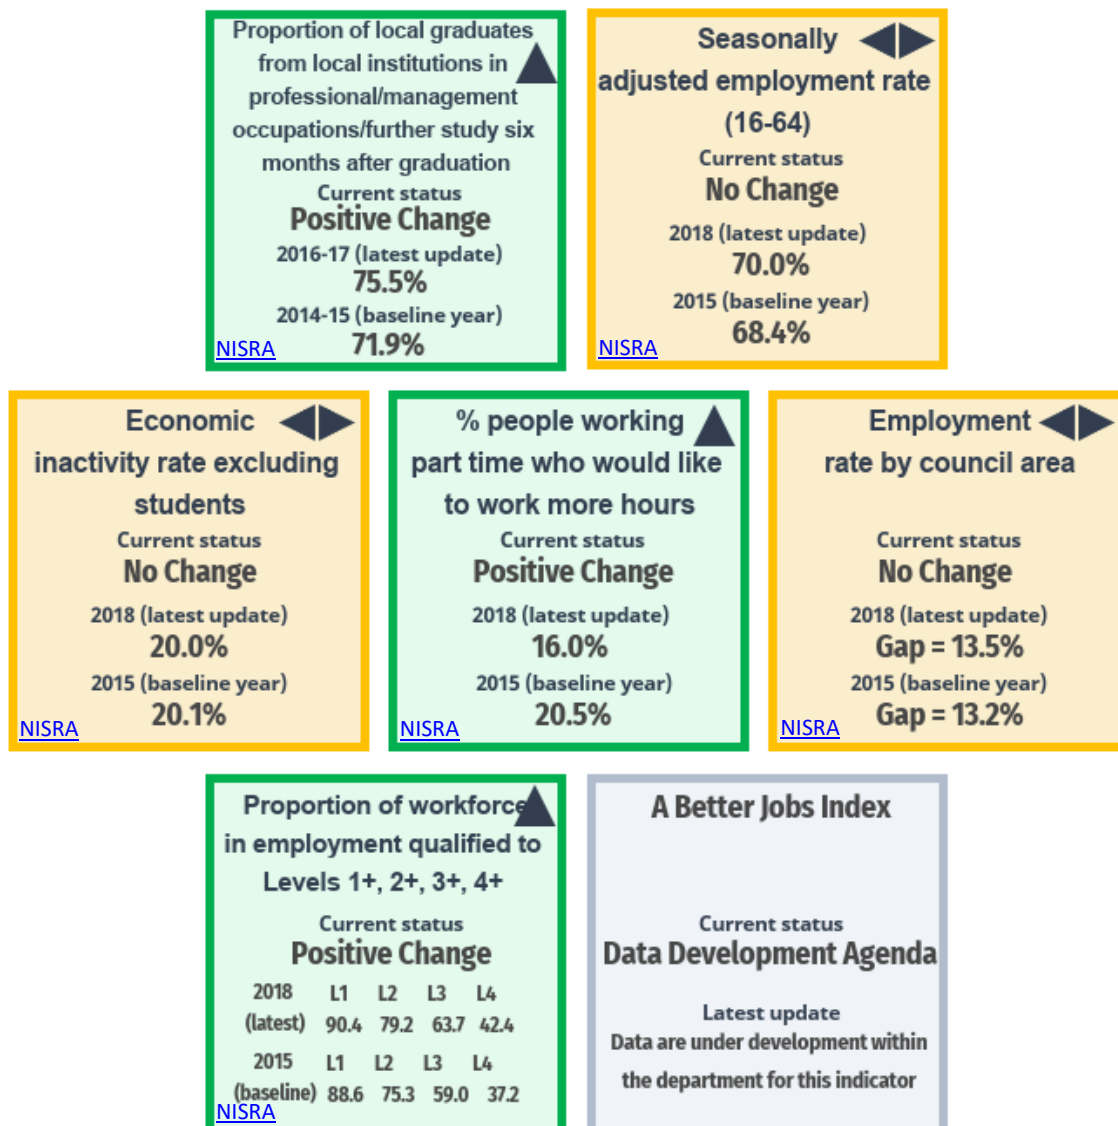 Proportion of local graduates
from local institutions in
professional/management
occupations/further study six
months after graduation
Current status
Positive Change
2016-17 (latest update)
75.5%
2014-15 (baseline year)
71.9%
NISRA
Seasonally
adjusted employment rate
(16-64)
Current status
No Change
2018 (latest update)
70.0%
2015 (baseline year)
68.4%
NISRA
Economic
inactivity rate excluding
students
Current status
No Change
2018 (latest update)
20.0%
2015 (baseline year)
20.1%
NISRA
% people working
part time who would like
to work more hours
Current status
Positive Change
2018 (latest update)
16.0%
2015 (baseline year)
20.5%
NISRA
Employment
rate by council area
Current status
No Change
2018 (latest update)
Gap = 13.5%
2015 (baseline year)
Gap = 13.2%
NISRA
Proportion of workforce
in employment qualified to
Levels 1+, 2+, 3+, 4+
Current status
Positive Change
2018 L1 L2 L3 L4
(latest) 90.4 79.2 63.7 42.4
2015 L1 L2 L3 L4
(baseline) 88.6 75.3 59.0 37.2
NISRA
A Better Jobs Index
Current status
Data Development Agenda
Latest update
Data are under development within
the department for this indicator